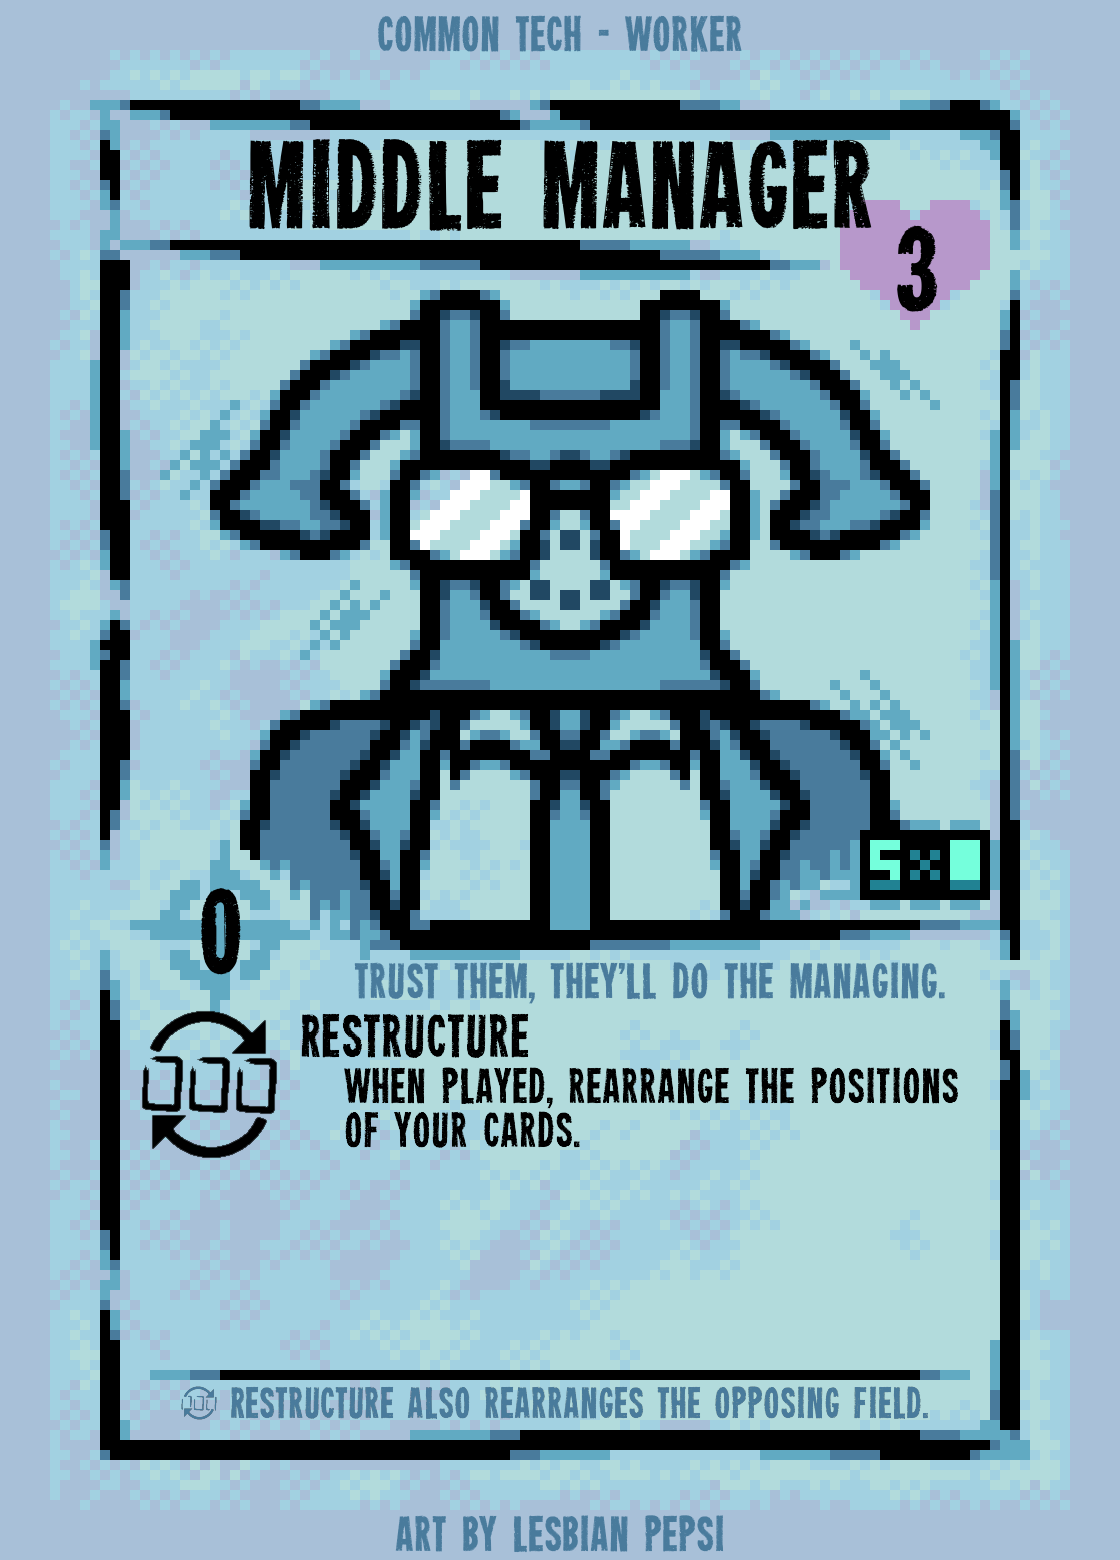 COMMON TECH - WORKER
MIDDLE MANAGER
3
5X
0
TRUST THEM, THEY'LL DO THE MANAGING.
RESTRUCTURE
WHEN PLAYED, REARRANGE THE POSITIONS
OF YOUR CARDS.
RESTRUCTURE ALSO REARRANGES THE OPPOSING FIELD.
ART BY LESBIAN PEPSI